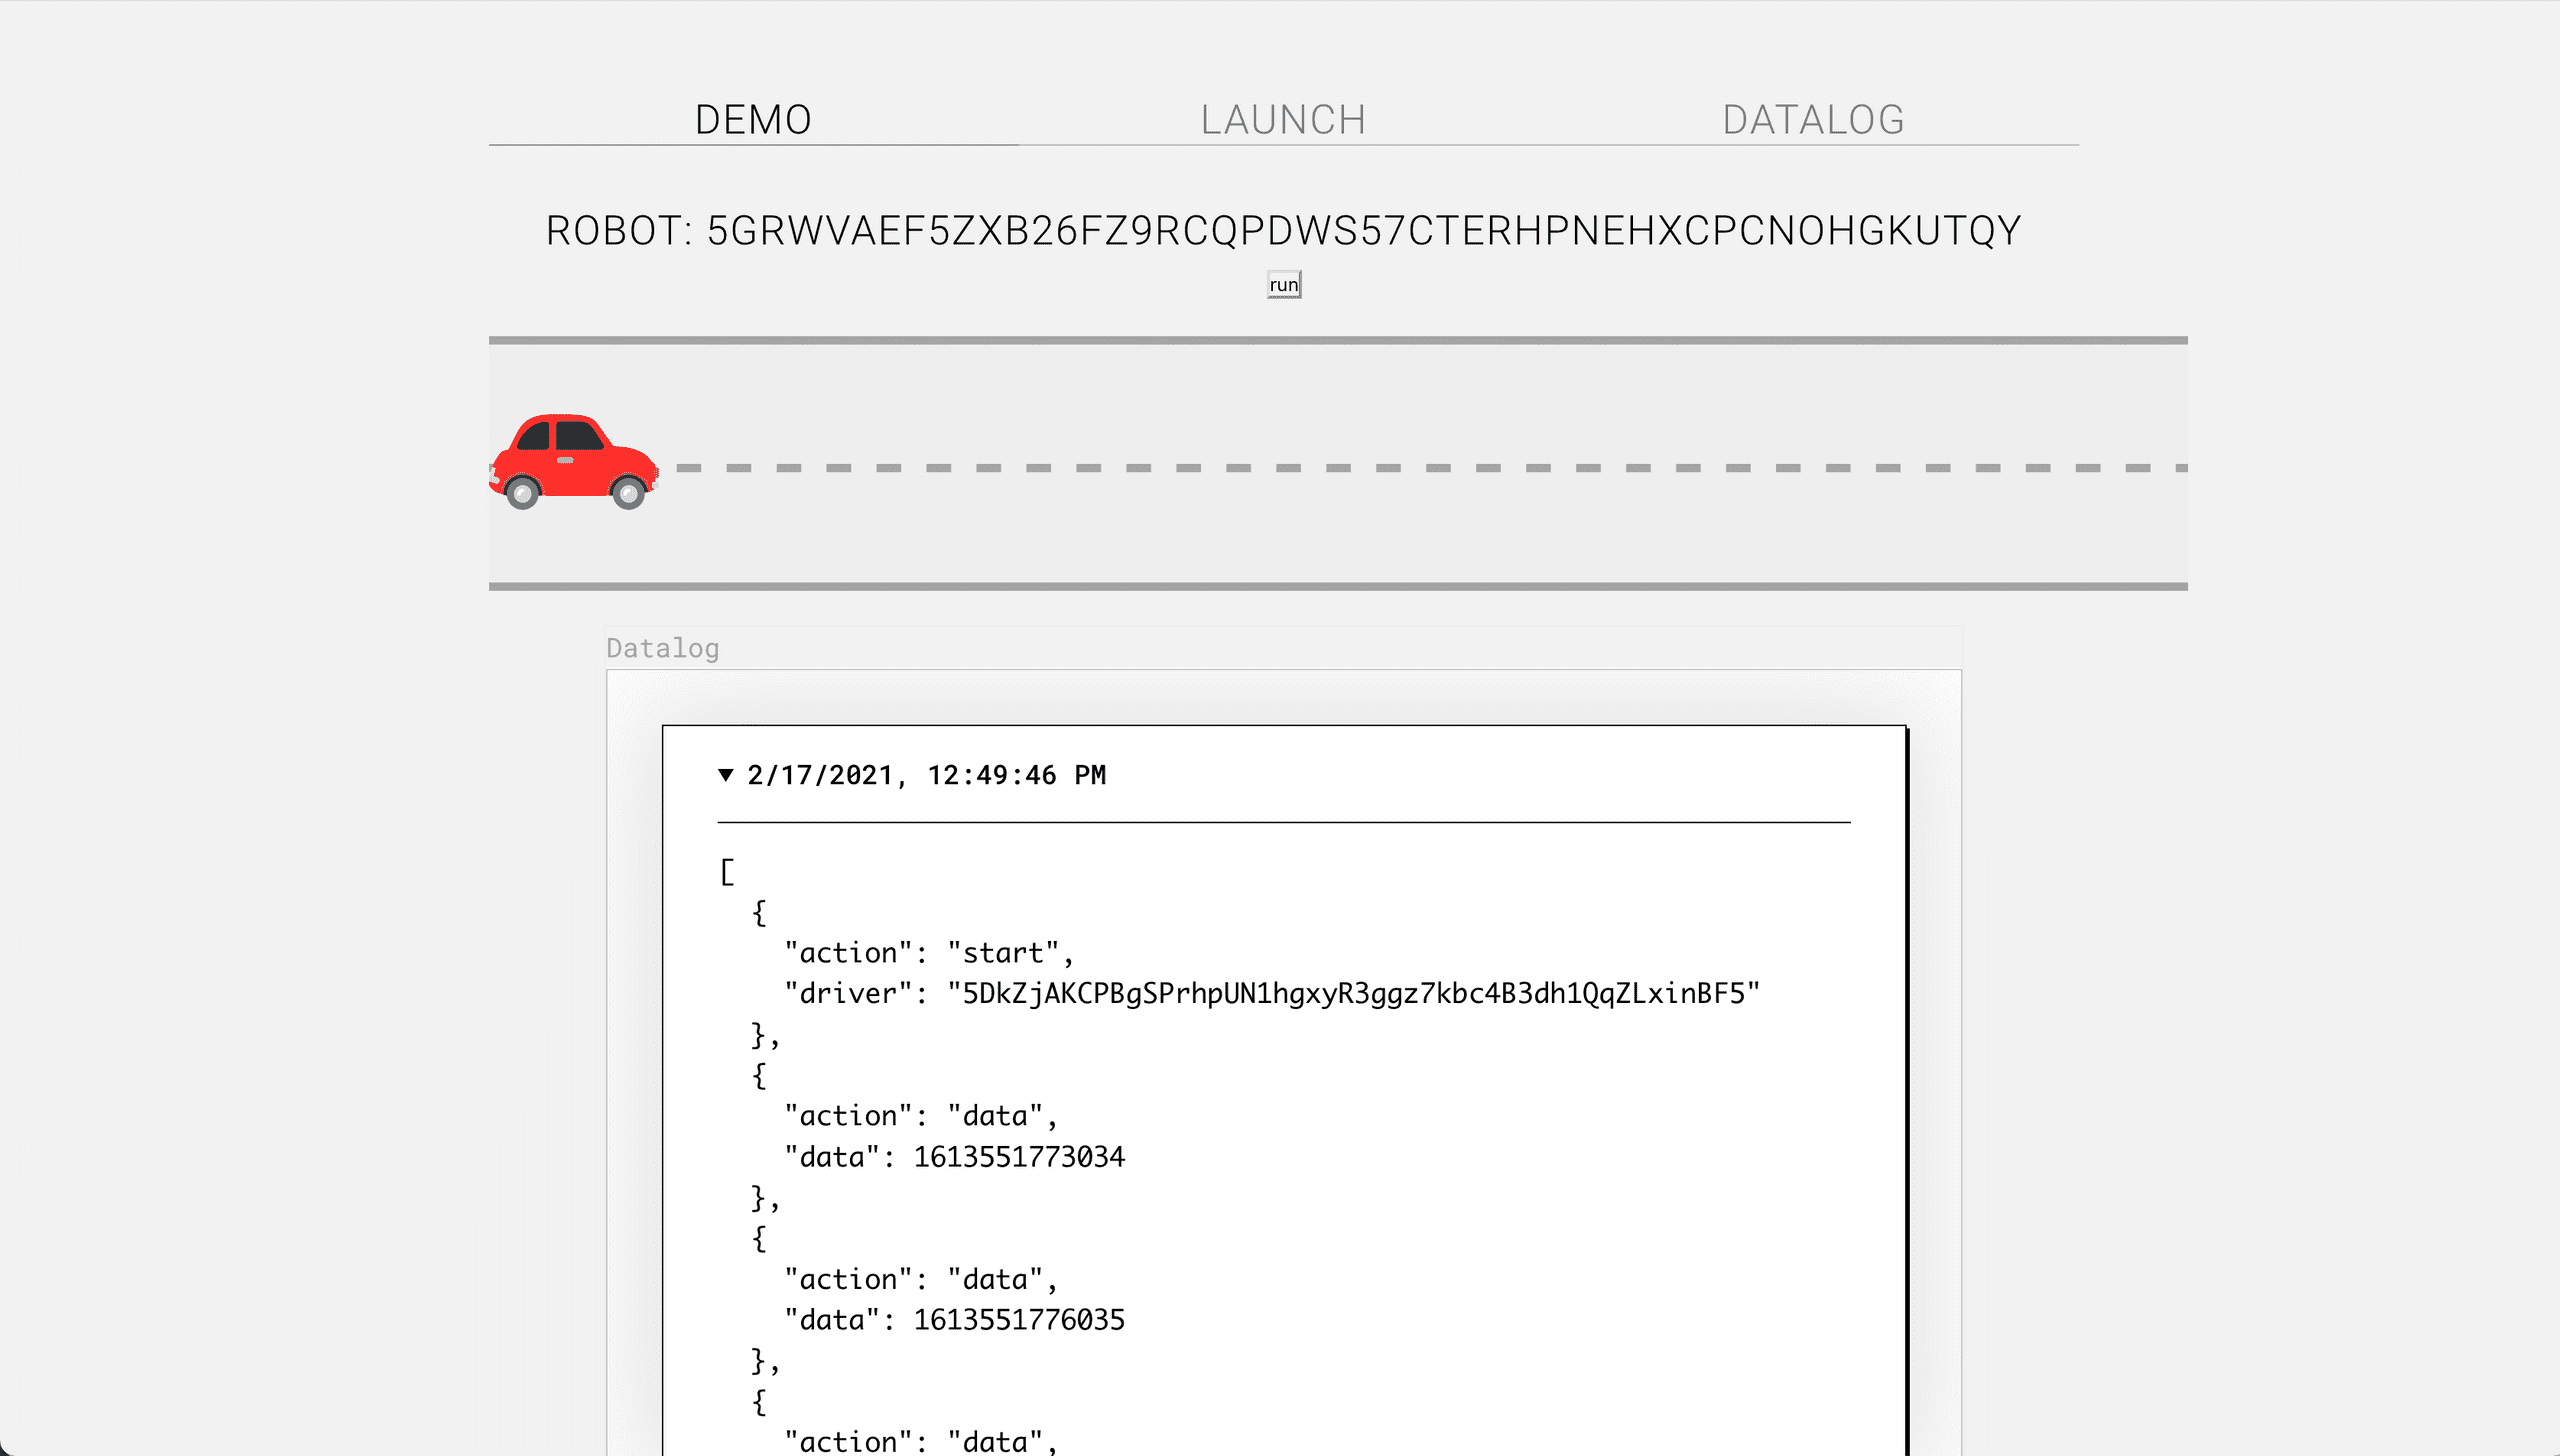 DEMO LAUNCH DATALOG
ROBOT: 5GRWVAEF5ZXB26FZ9RCQPDWS57CTERHPNEHXCPCNOHGKUTQY
run
Datalog
▼ 2/17/2021, 12:49:46 PM
[
{
"action": "start",
"driver": "5DkZjAKCPBgSPrhpUN1hgxyR3ggz7kbc4B3dh1QqZLxinBF5"
},
{
"action": "data",
"data": 1613551773034
},
{
"action": "data",
"data": 1613551776035
},
{
"action": "data",